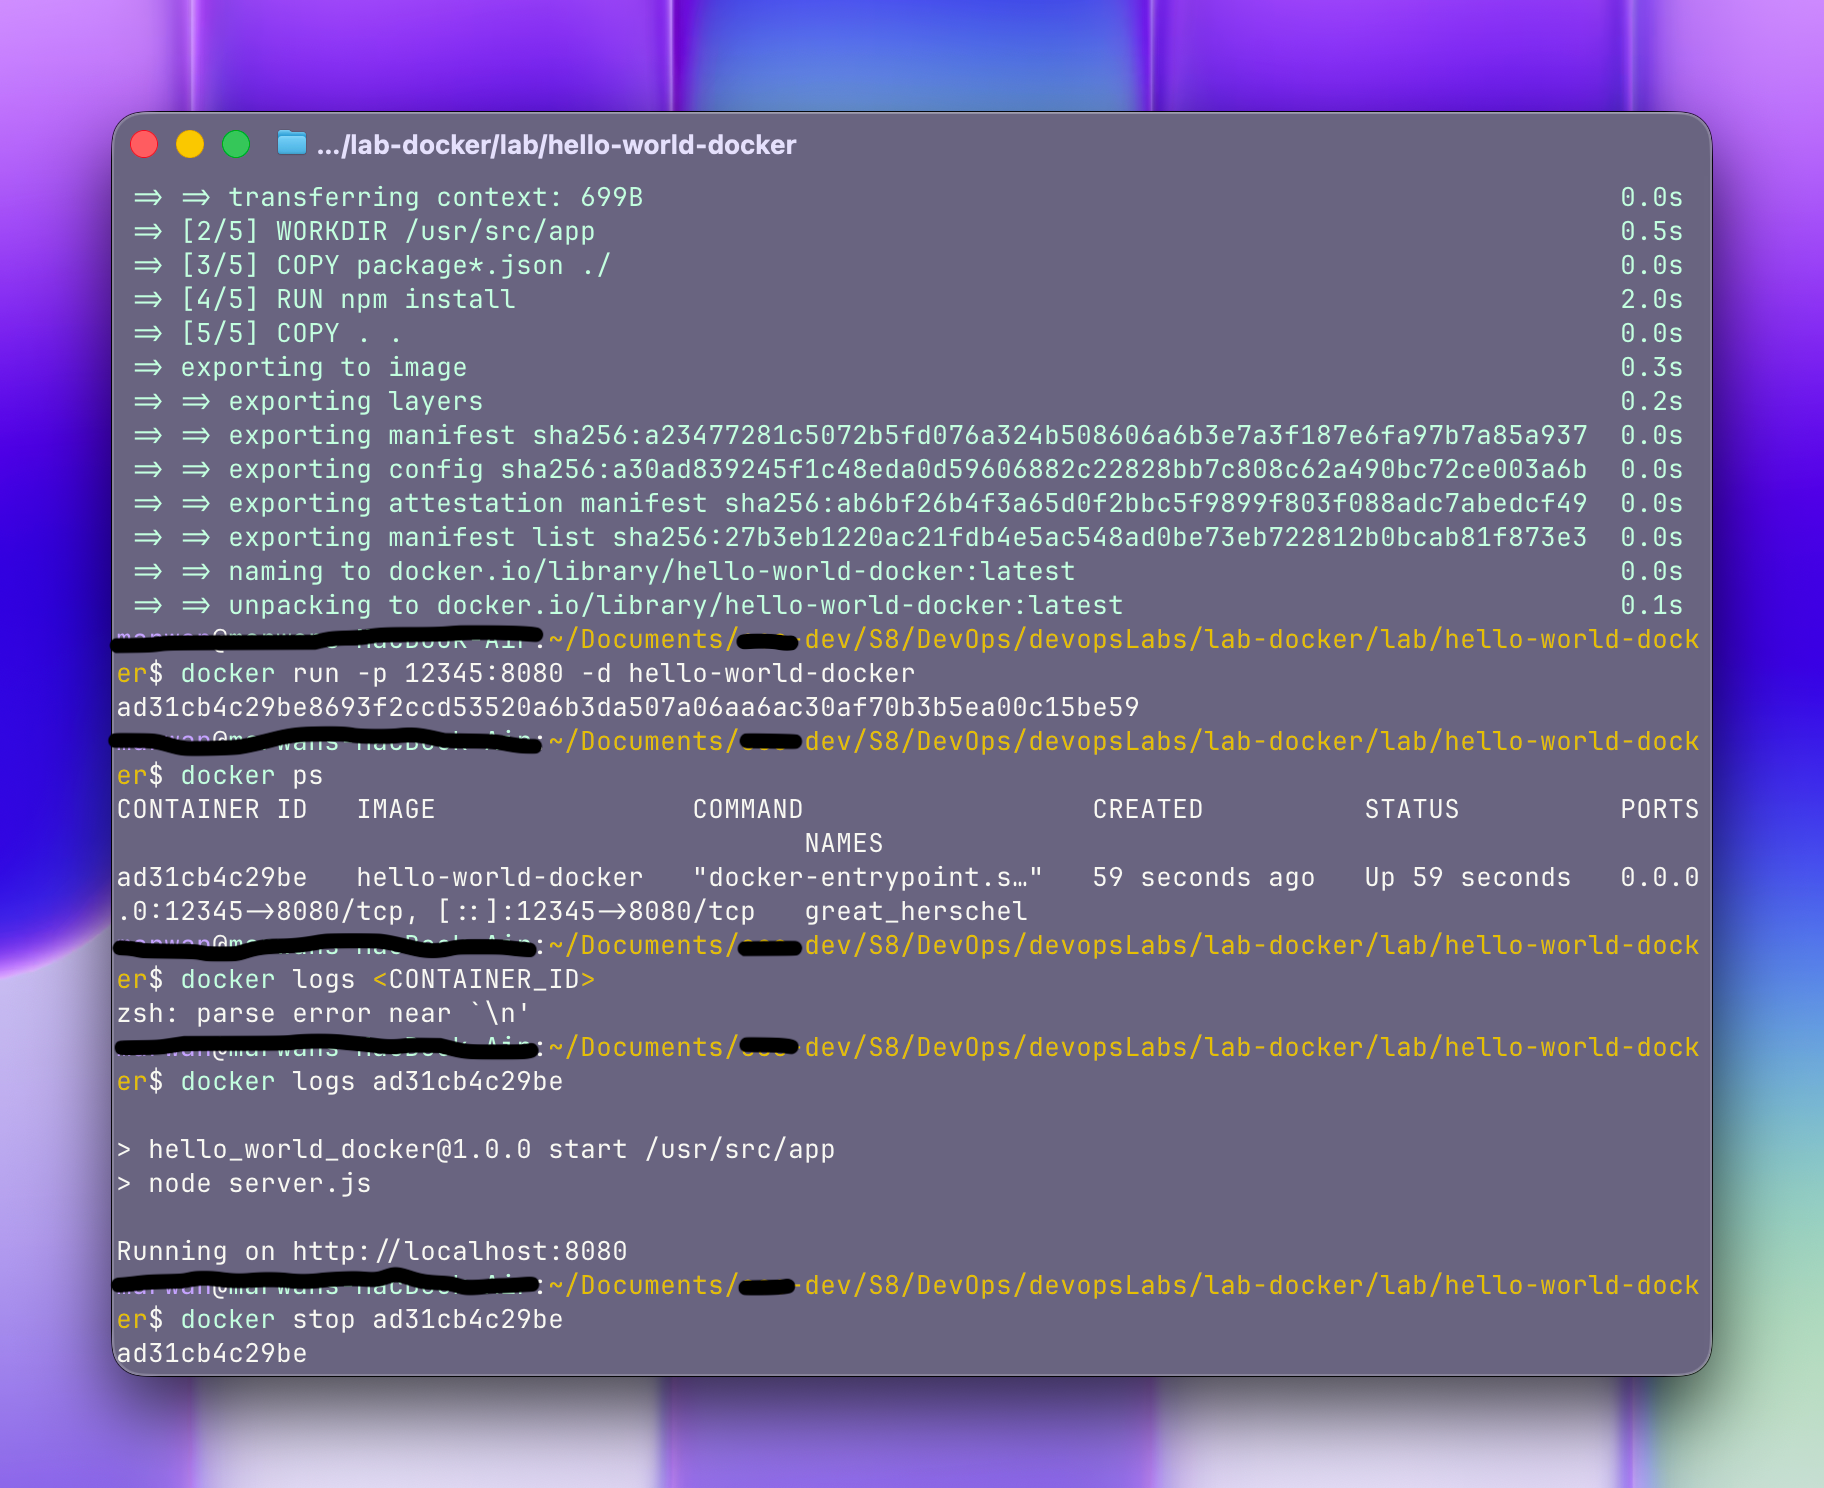 .../lab-docker/lab/hello-world-docker
=> => transferring context: 699B 0.0s
=> [2/5] WORKDIR /usr/src/app 0.5s
=> [3/5] COPY package*.json ./ 0.0s
=> [4/5] RUN npm install 2.0s
=> [5/5] COPY . . 0.0s
=> exporting to image 0.3s
=> => exporting layers 0.2s
=> => exporting manifest sha256:a23477281c5072b5fd076a324b508606a6b3e7a3f187e6fa97b7a85a937 0.0s
=> => exporting config sha256:a30ad839245f1c48eda0d59606882c22828bb7c808c62a490bc72ce003a6b 0.0s
=> => exporting attestation manifest sha256:ab6bf26b4f3a65d0f2bbc5f9899f803f088adc7abedcf49 0.0s
=> => exporting manifest list sha256:27b3eb1220ac21fdb4e5ac548ad0be73eb722812b0bcab81f873e3 0.0s
=> => naming to docker.io/library/hello-world-docker:latest 0.0s
=> => unpacking to docker.io/library/hello-world-docker:latest 0.1s
:~/Documents/ -dev/S8/DevOps/devopsLabs/lab-docker/lab/hello-world-dock
er$ docker run -p 12345:8080 -d hello-world-docker
ad31cb4c29be8693f2ccd53520a6b3da507a06aa6ac30af70b3b5ea00c15be59
:~/Documents/ dev/S8/DevOps/devopsLabs/lab-docker/lab/hello-world-dock
er$ docker ps
CONTAINER ID IMAGE COMMAND CREATED STATUS PORTS
NAMES
ad31cb4c29be hello-world-docker "docker-entrypoint.s…" 59 seconds ago Up 59 seconds 0.0.0
.0:12345->8080/tcp, [::]:12345->8080/tcp great_herschel
:~/Documents/ dev/S8/DevOps/devopsLabs/lab-docker/lab/hello-world-dock
er$ docker logs <CONTAINER_ID>
zsh: parse error near `\n'
:~/Documents/ dev/S8/DevOps/devopsLabs/lab-docker/lab/hello-world-dock
er$ docker logs ad31cb4c29be
> hello_world_docker@1.0.0 start /usr/src/app
> node server.js
Running on http://localhost:8080
:~/Documents/ -dev/S8/DevOps/devopsLabs/lab-docker/lab/hello-world-dock
er$ docker stop ad31cb4c29be
ad31cb4c29be